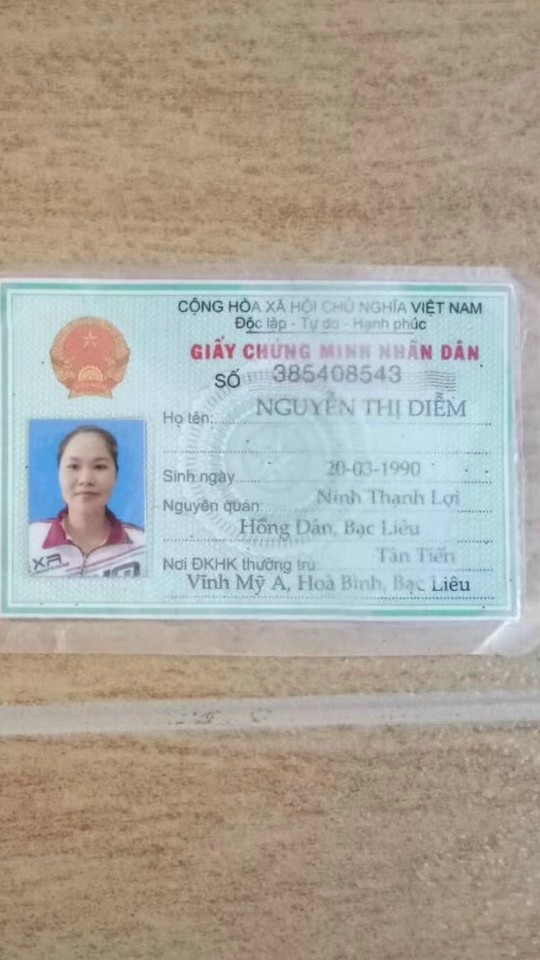 CỘNG HÒA XÃ HỘI CHỦ NGHĨA VIỆT NAM
Độc lập - Tự do - Hạnh phúc
GIẤY CHỨNG MINH NHÂN DÂN
SỐ 385408543
Họ tên: NGUYỄN THỊ DIỄM
Sinh ngày 20-03-1990
Nguyên quán: Ninh Thạnh Lợi
Hồng Dân, Bạc Liêu
Nơi ĐKHK thường trú: Tân Tiến
Vĩnh Mỹ A, Hoà Bình, Bạc Liêu